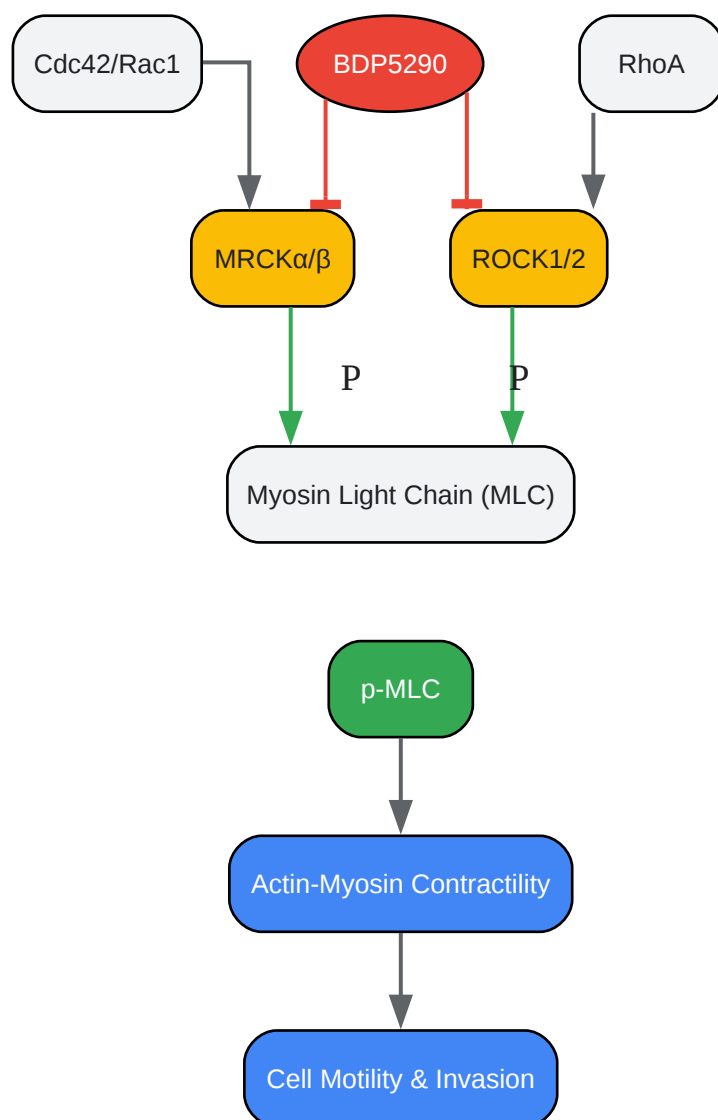 Cdc42/Rac1
BDP5290
RhoA
MRCKα/β
ROCK1/2
P
P
Myosin Light Chain (MLC)
p-MLC
Actin-Myosin Contractility
Cell Motility & Invasion